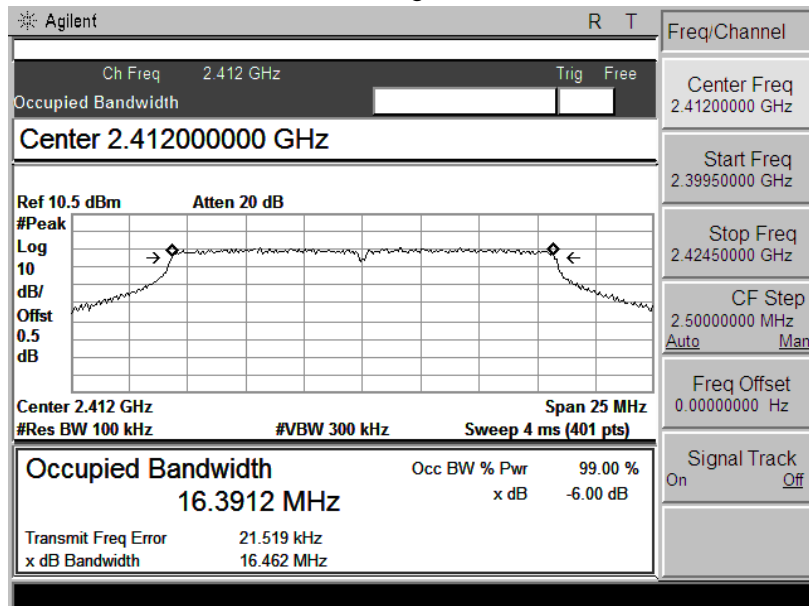 Agilent R T
Ch Freq 2.412 GHz Trig Free
Occupied Bandwidth
Center 2.412000000 GHz
Ref 10.5 dBm Atten 20 dB
#Peak
Log
10
dB/
Offst
0.5
dB
Center 2.412 GHz Span 25 MHz
#Res BW 100 kHz #VBW 300 kHz Sweep 4 ms (401 pts)
Occupied Bandwidth Occ BW % Pwr 99.00 %
16.3912 MHz x dB -6.00 dB
Transmit Freq Error 21.519 kHz
x dB Bandwidth 16.462 MHz
Freq/Channel
Center Freq
2.41200000 GHz
Start Freq
2.39950000 GHz
Stop Freq
2.42450000 GHz
CF Step
2.50000000 MHz
Auto Man
Freq Offset
0.00000000 Hz
Signal Track
On Off